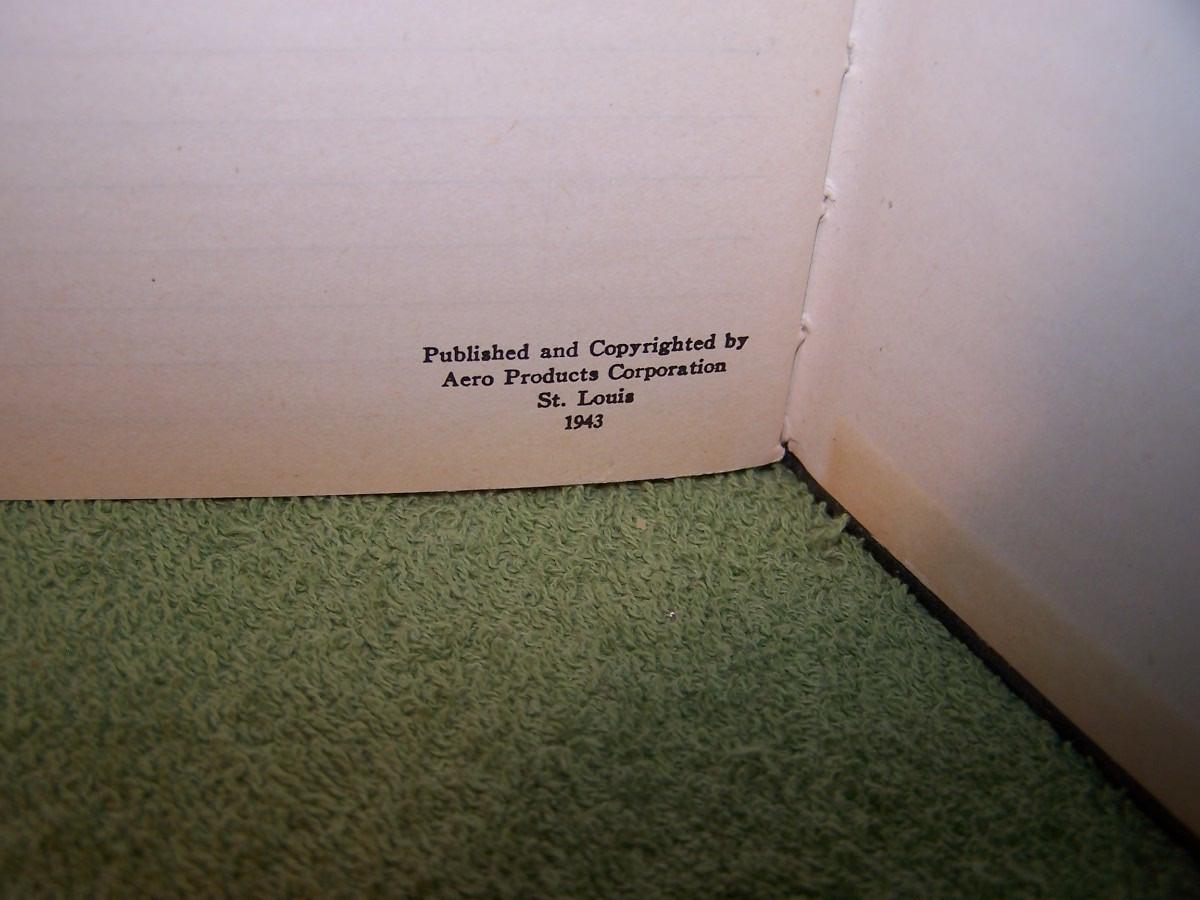 Published and Copyrighted by
Aero Products Corporation
St. Louis
1943